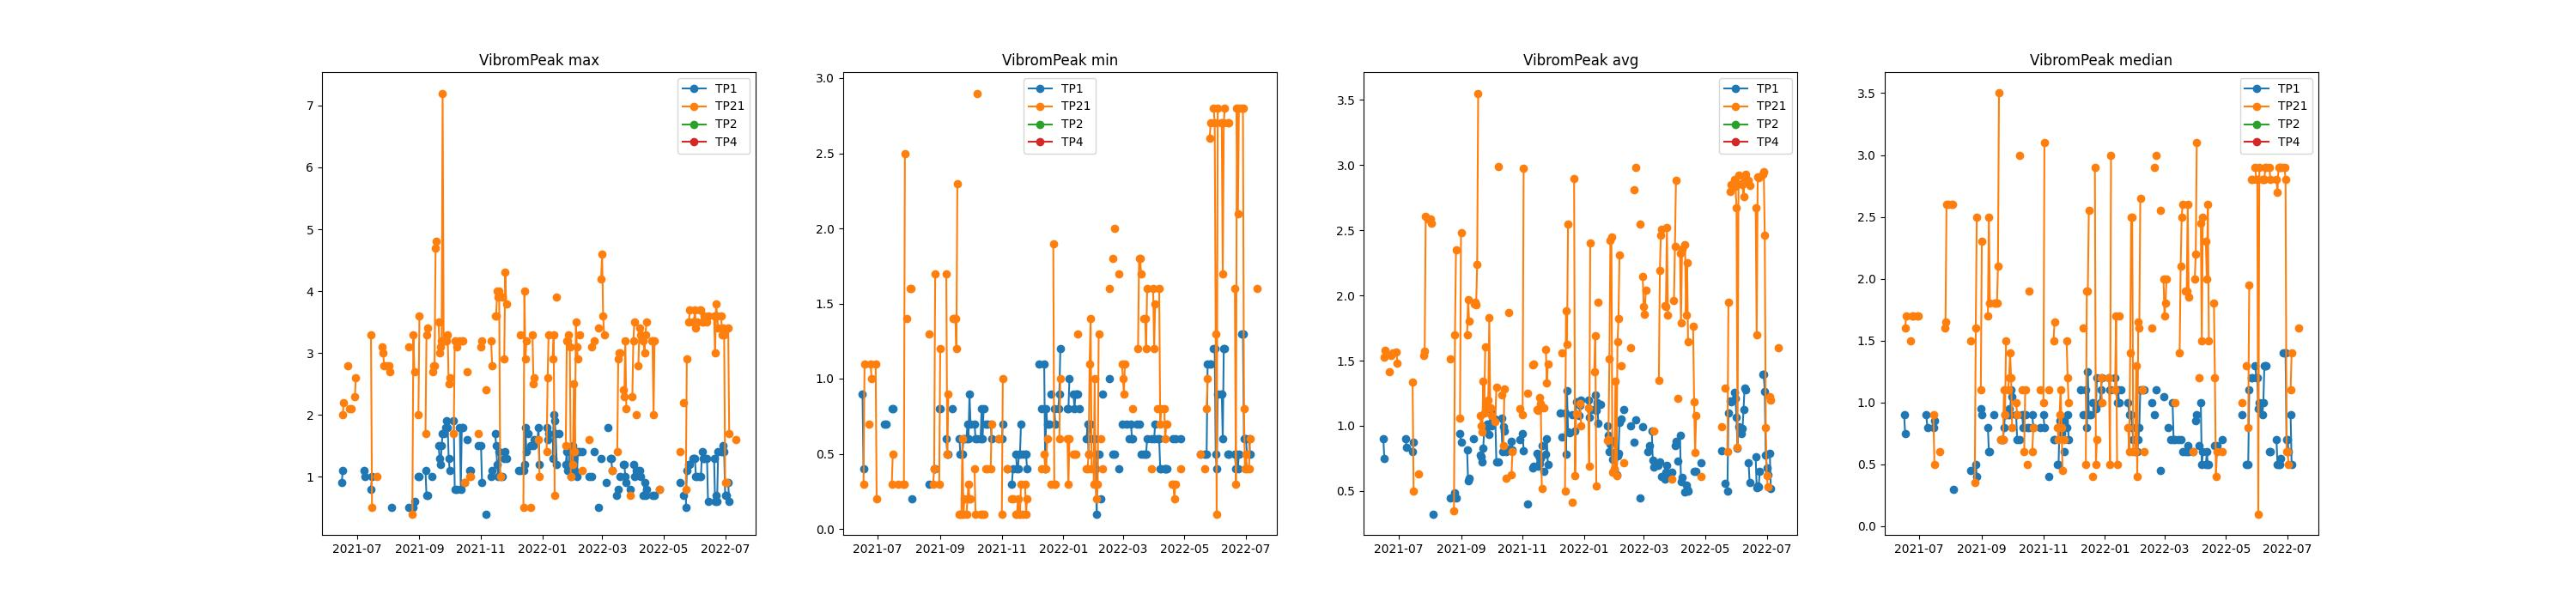 VibromPeak max
7
6
5
4
3
2
1
2021-07 2021-09 2021-11 2022-01 2022-03 2022-05 2022-07
TP1
TP21
TP2
TP4
VibromPeak min
3.0
2.5
2.0
1.5
1.0
0.5
0.0
2021-07 2021-09 2021-11 2022-01 2022-03 2022-05 2022-07
TP1
TP21
TP2
TP4
VibromPeak avg
3.5
3.0
2.5
2.0
1.5
1.0
0.5
2021-07 2021-09 2021-11 2022-01 2022-03 2022-05 2022-07
TP1
TP21
TP2
TP4
VibromPeak median
3.5
3.0
2.5
2.0
1.5
1.0
0.5
0.0
2021-07 2021-09 2021-11 2022-01 2022-03 2022-05 2022-07
TP1
TP21
TP2
TP4